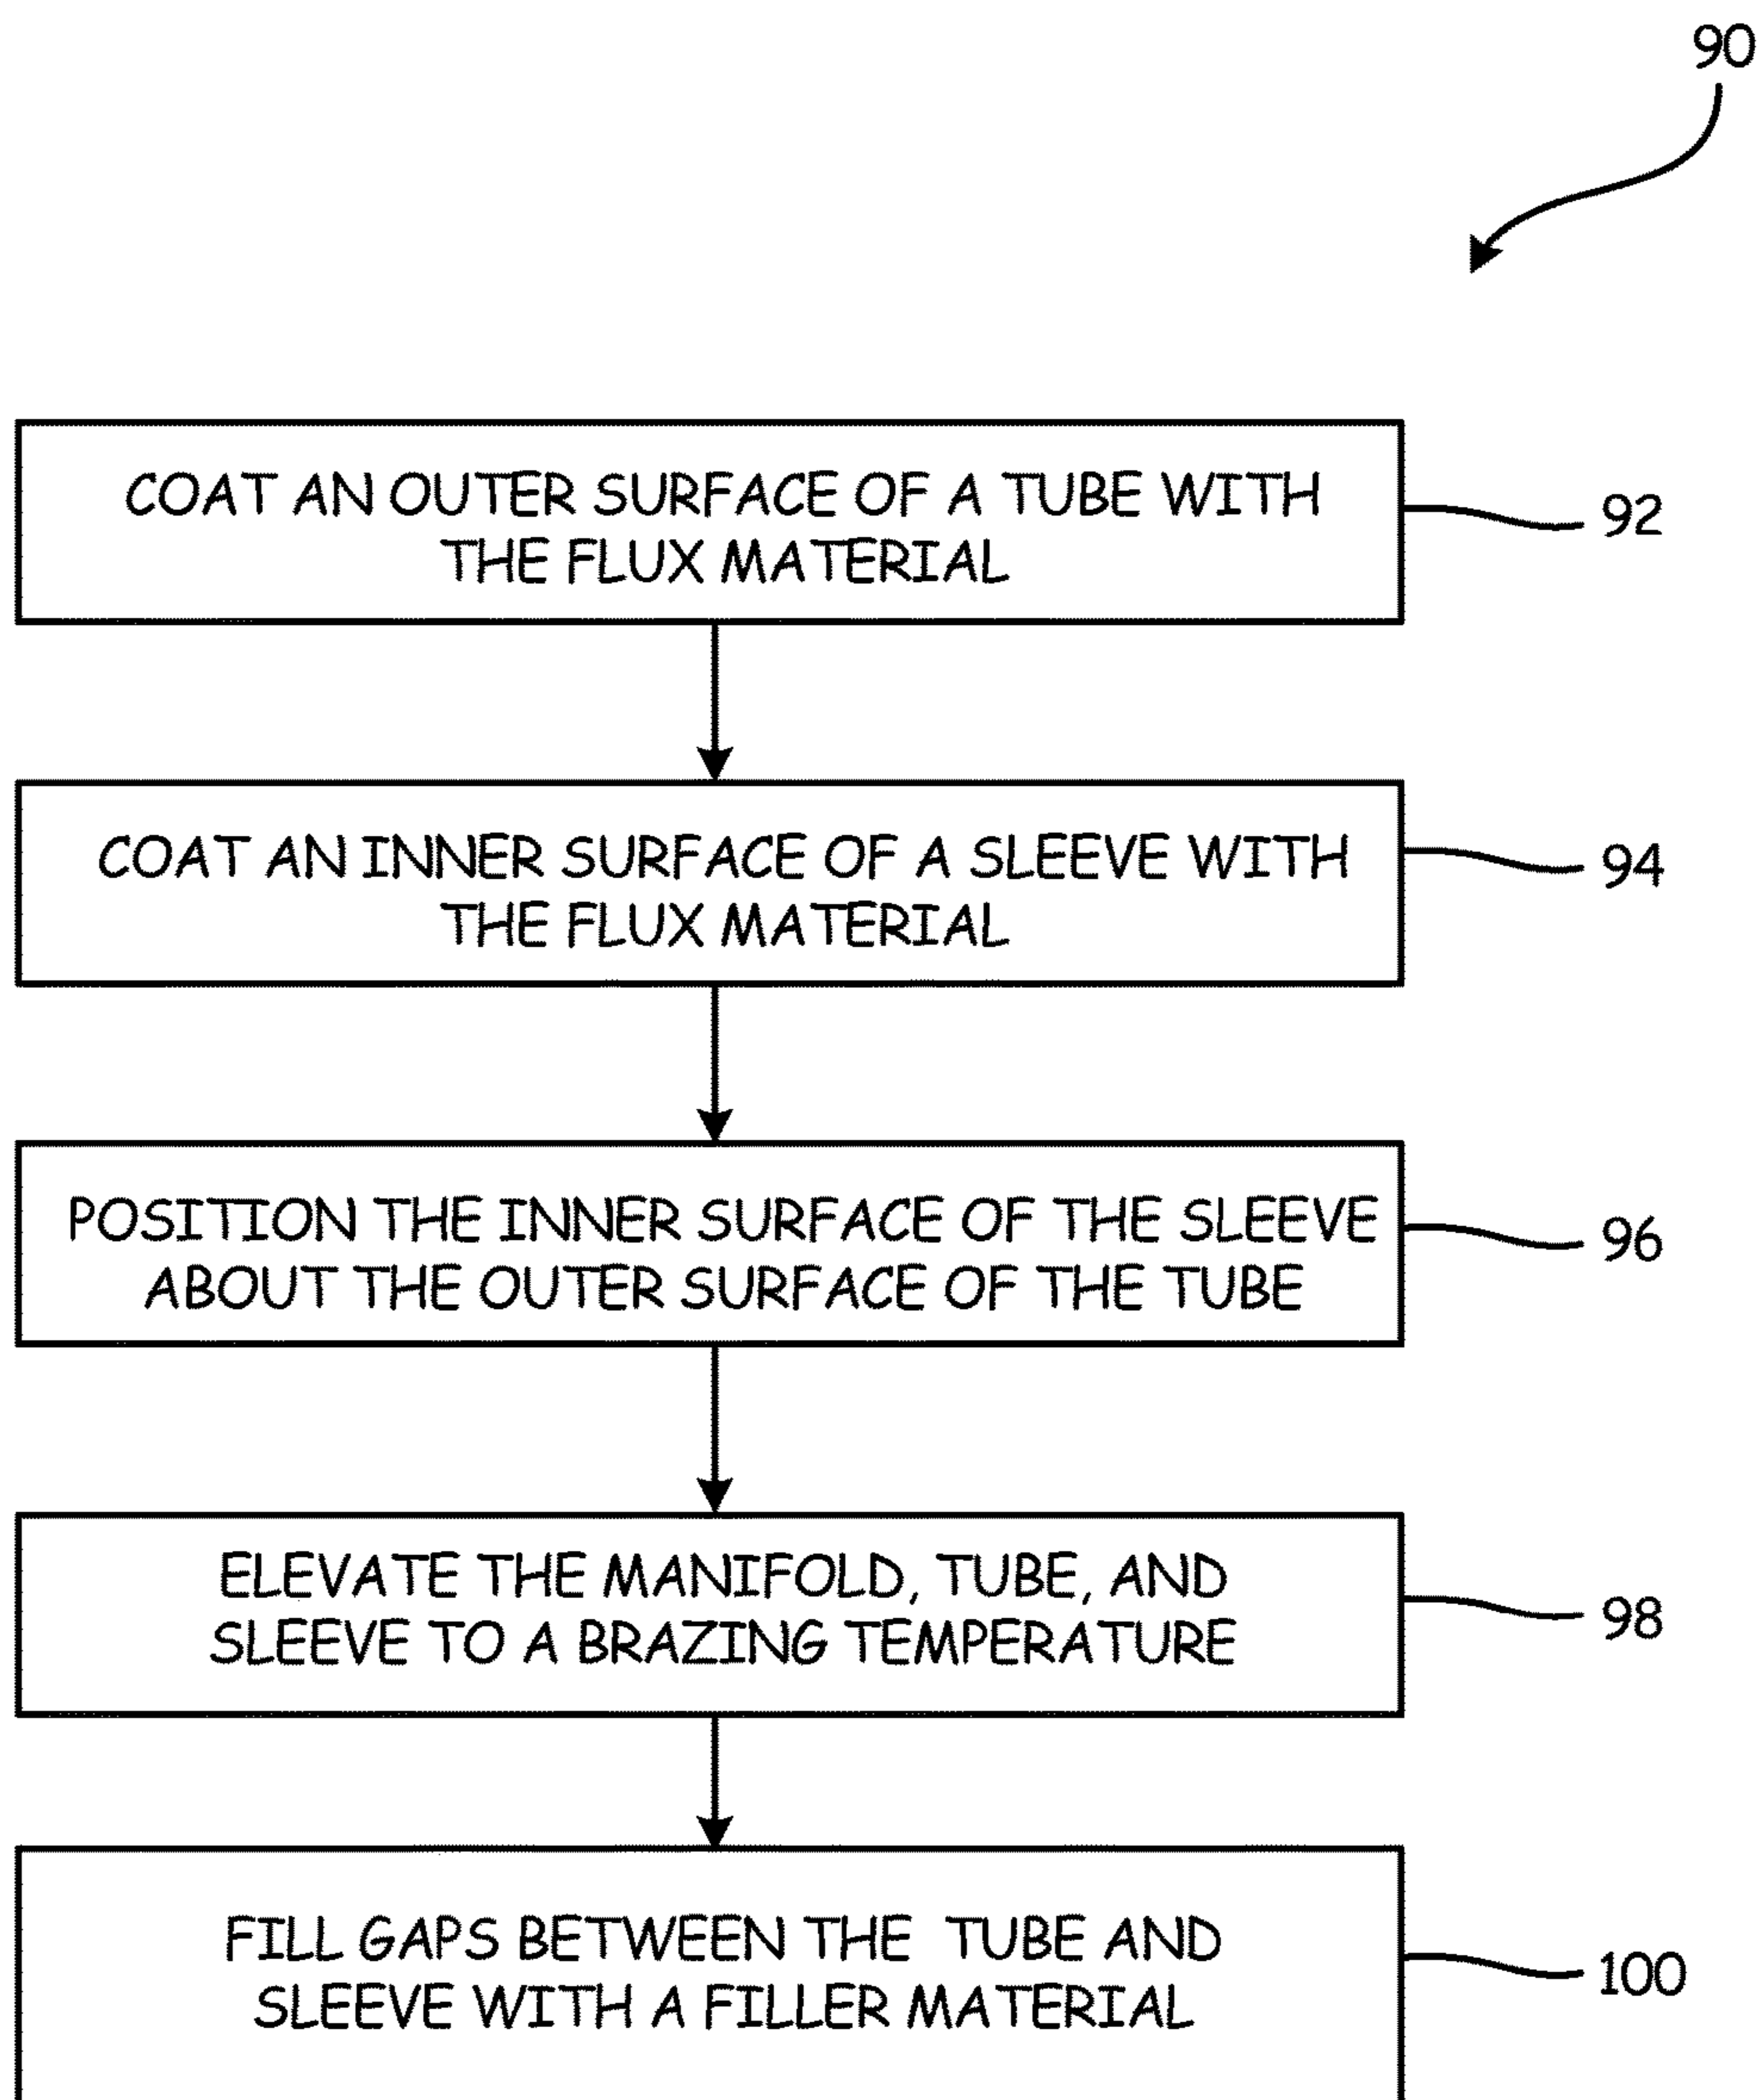 90
COAT AN OUTER SURFACE OF A TUBE WITH
THE FLUX MATERIAL
92
COAT AN INNER SURFACE OF A SLEEVE WITH
THE FLUX MATERIAL
94
POSITION THE INNER SURFACE OF THE SLEEVE
ABOUT THE OUTER SURFACE OF THE TUBE
96
ELEVATE THE MANIFOLD, TUBE, AND
SLEEVE TO A BRAZING TEMPERATURE
98
FILL GAPS BETWEEN THE TUBE AND
SLEEVE WITH A FILLER MATERIAL
100